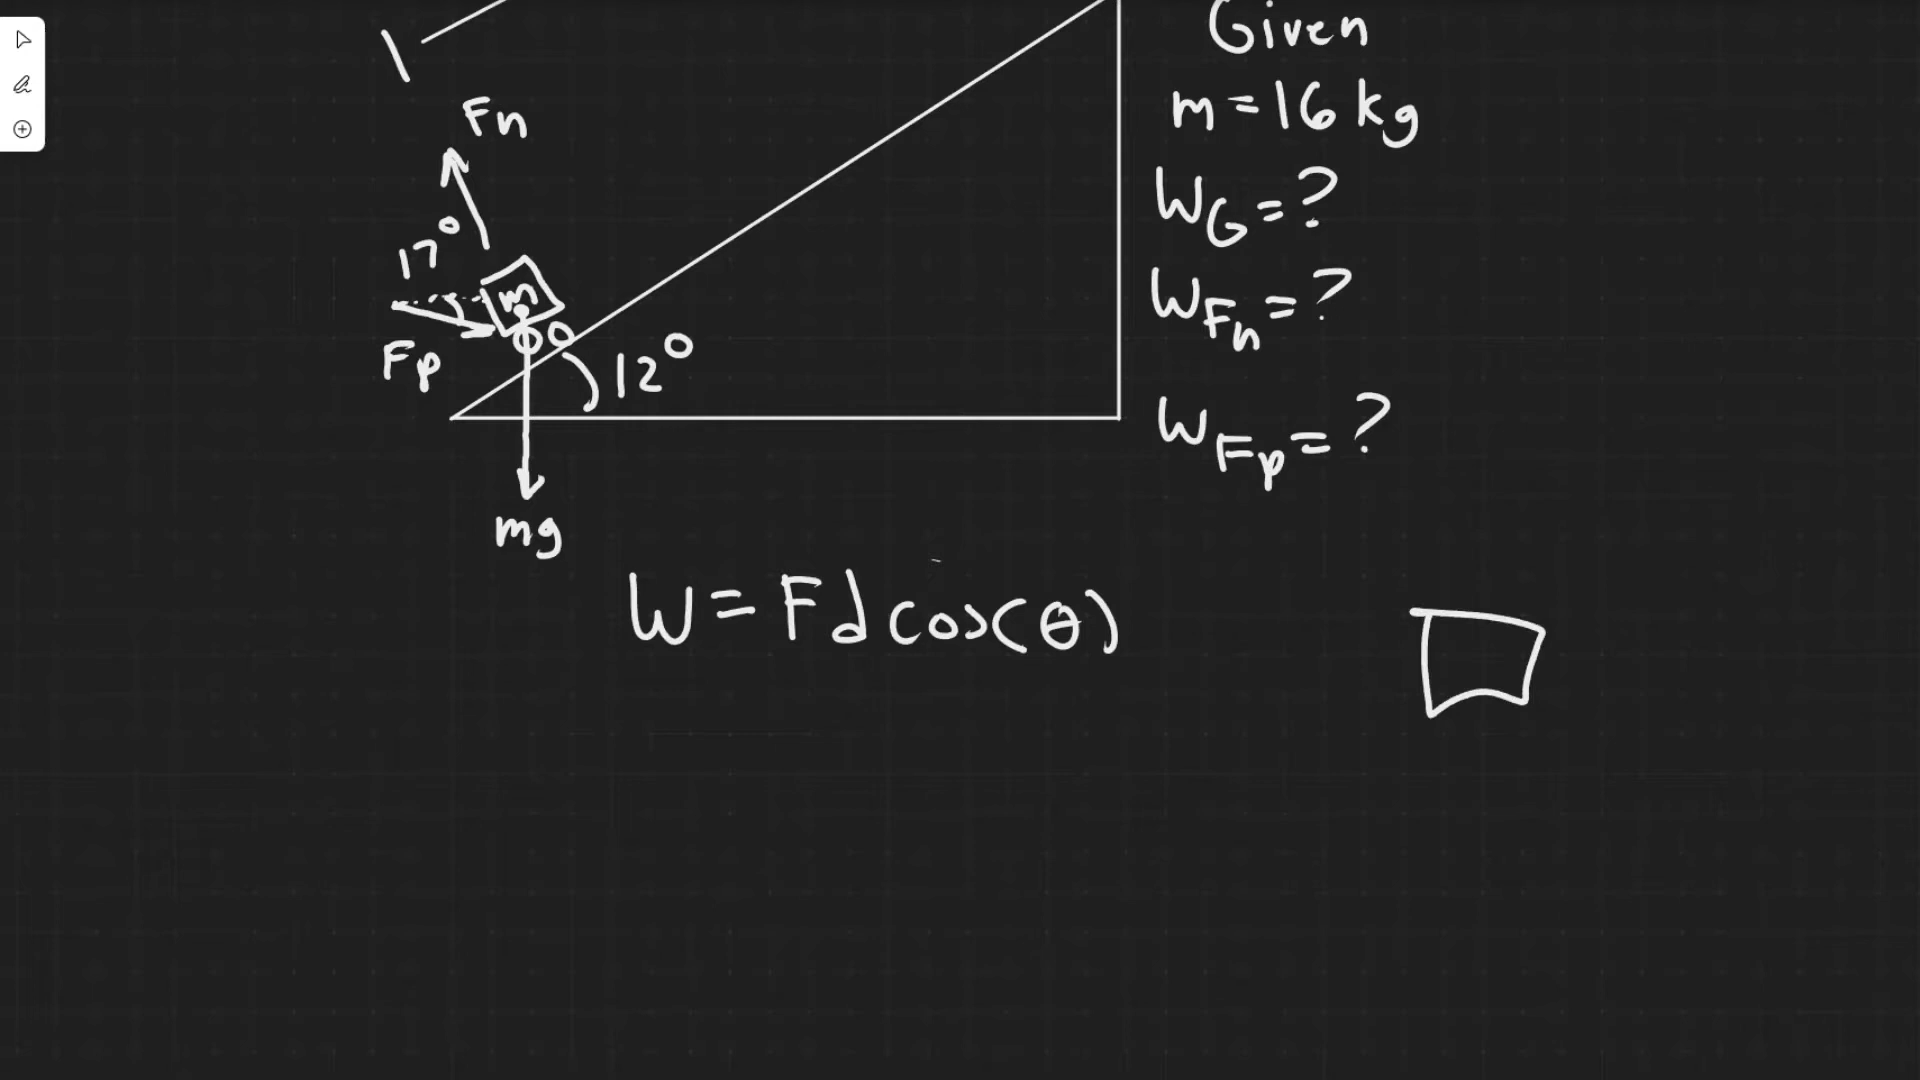 Given
m = 16 kg
W_G = ?
W_Fn = ?
W_Fp = ?
Fn
17°
m
Fp
12°
mg
W = Fd cos(θ)